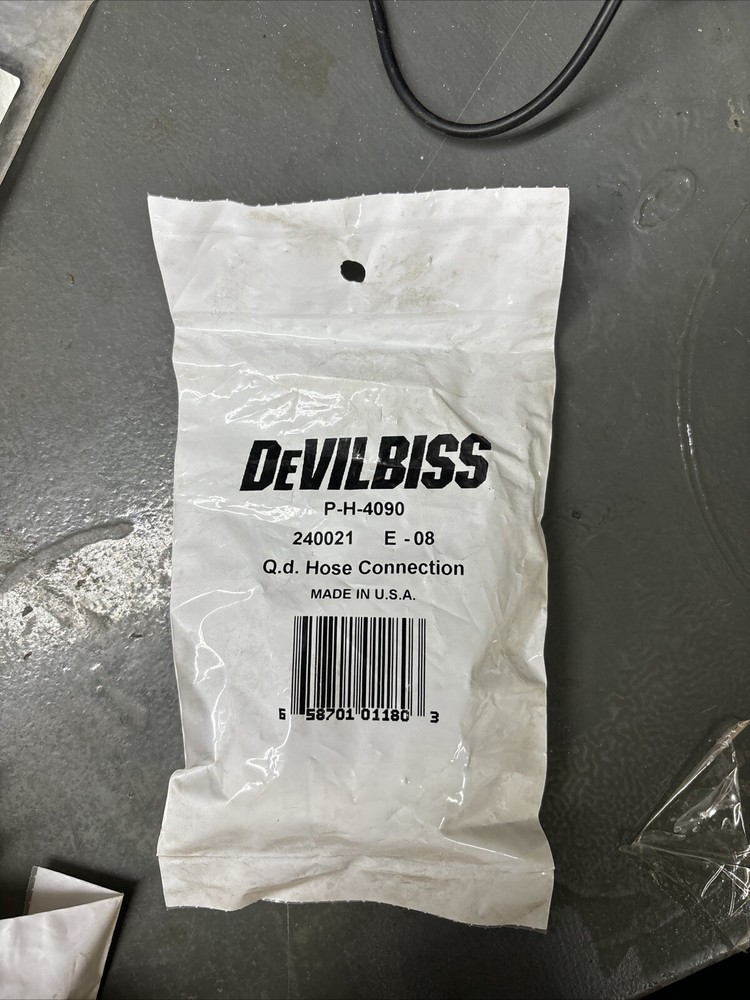 DeVILBISS
P-H-4090
240021 E - 08
Q.d. Hose Connection
MADE IN U.S.A.
6 58701 01180 3